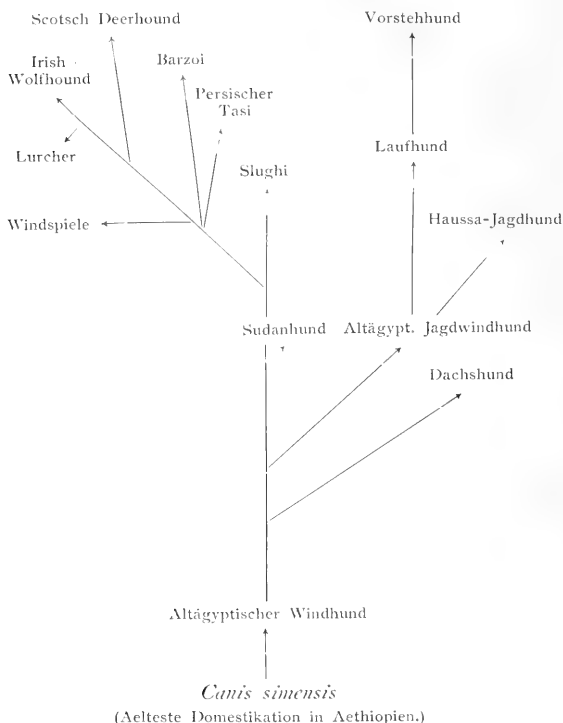 Scotsch Deerhound
Vorstehhund
Irish
Wolfhound
Barzoi
Persischer
Tasi
Lurcher
Laufhund
Slughi
Windspiele
Haussa-Jagdhund
Sudanhund
Altägypt. Jagdwindhund
Dachshund
Altägyptischer Windhund
Canis simensis
(Aelteste Domestikation in Aethiopien.)